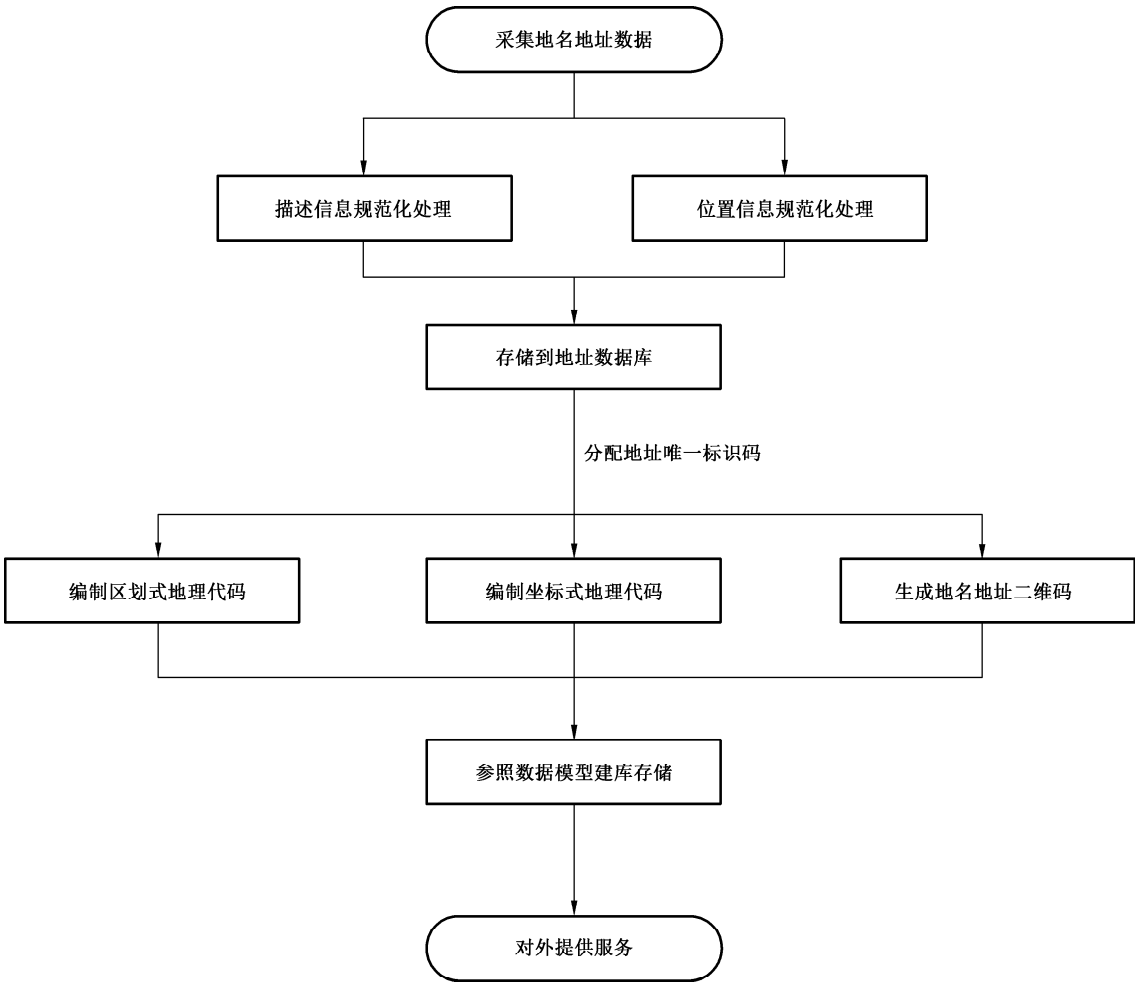 采集地名地址数据
描述信息规范化处理
位置信息规范化处理
存储到地址数据库
分配地址唯一标识码
编制区划式地理代码
编制坐标式地理代码
生成地名地址二维码
参照数据模型建库存储
对外提供服务